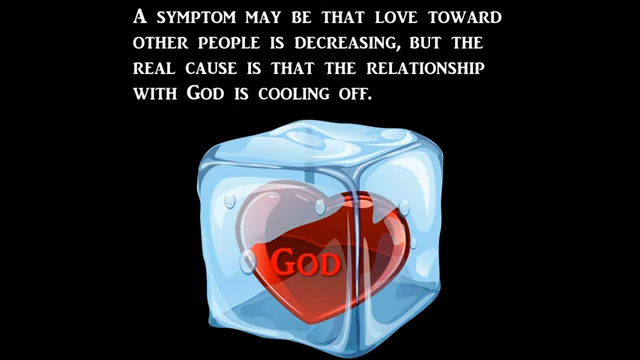 A symptom may be that love toward
other people is decreasing, but the
real cause is that the relationship
with God is cooling off.
God